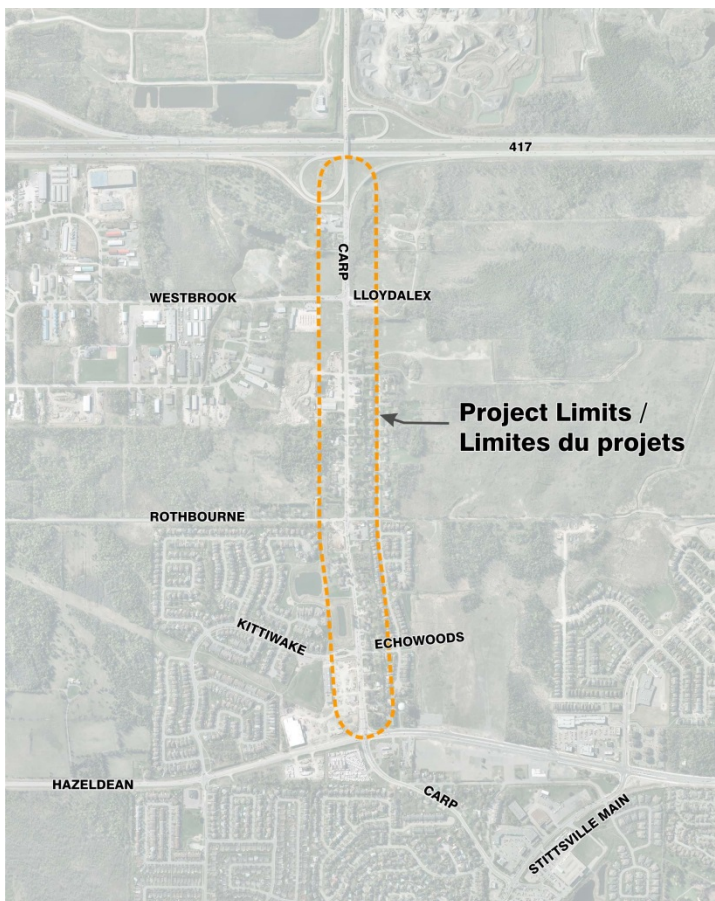 417
CARP
WESTBROOK
LLOYDALEX
Project Limits /
Limites du projets
ROTHBOURNE
KITTIWAKE
ECHOWOODS
HAZELDEAN
CARP
STITTSVILLE MAIN